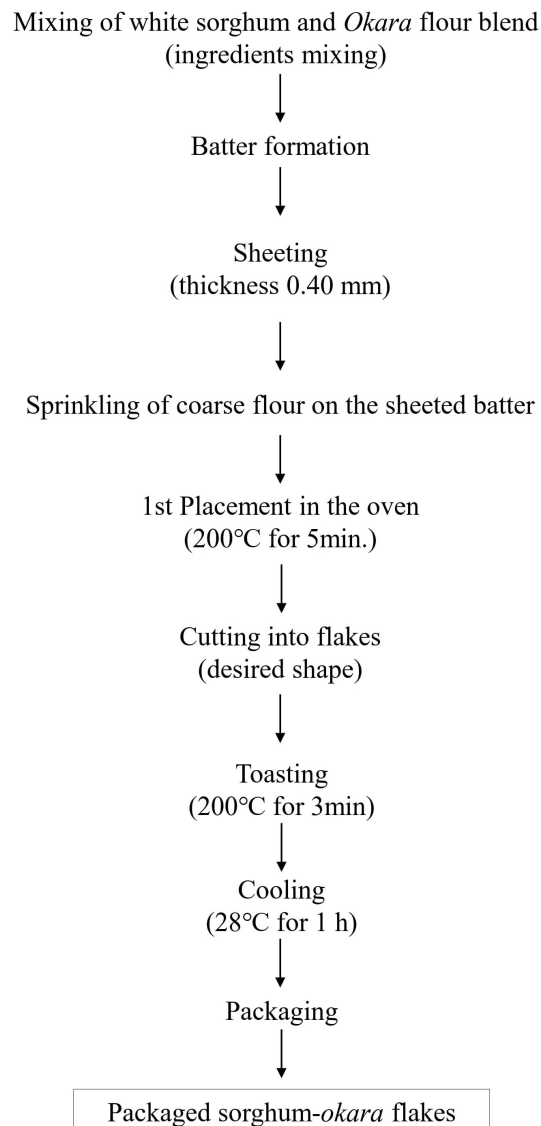 Mixing of white sorghum and Okara flour blend
(ingredients mixing)
Batter formation
Sheeting
(thickness 0.40 mm)
Sprinkling of coarse flour on the sheeted batter
1st Placement in the oven
(200℃ for 5min.)
Cutting into flakes
(desired shape)
Toasting
(200℃ for 3min)
Cooling
(28℃ for 1 h)
Packaging
Packaged sorghum-okara flakes